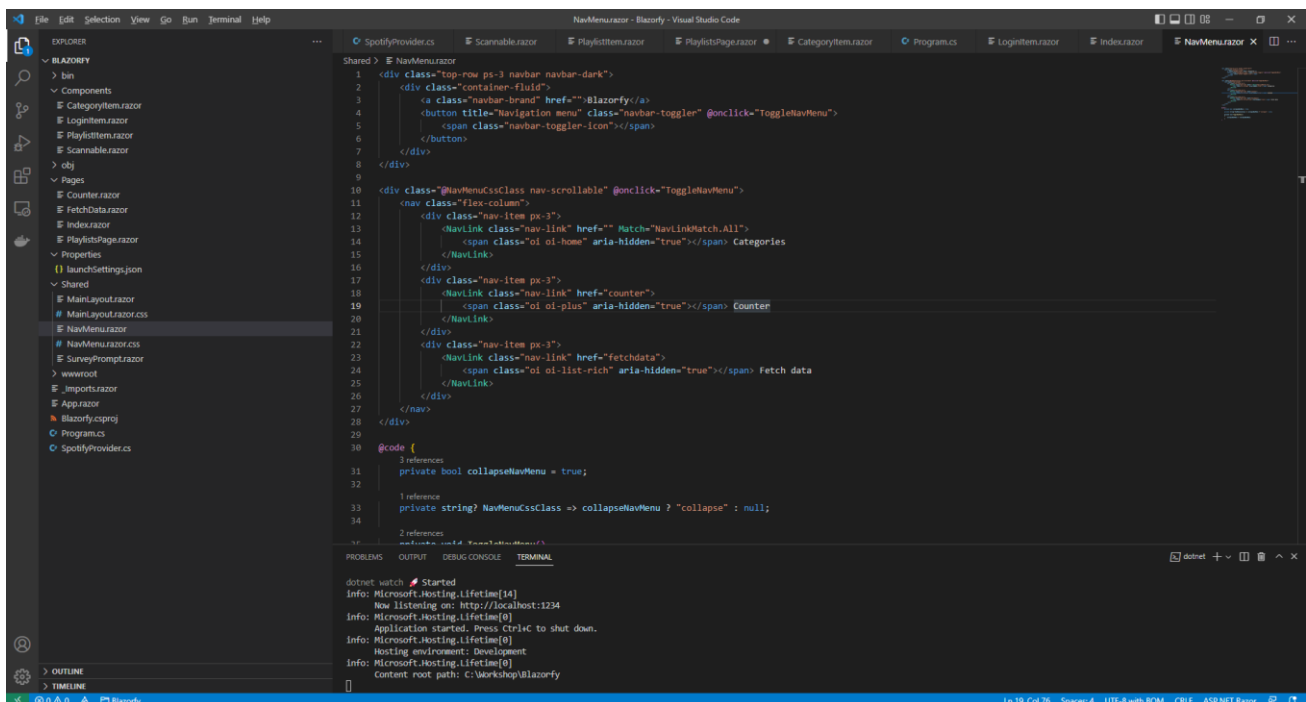 File Edit Selection View Go Run Terminal Help
NavMenu.razor - Blazorfy - Visual Studio Code
EXPLORER
BLAZORFY
bin
Components
CategoryItem.razor
LoginItem.razor
PlaylistItem.razor
Scannable.razor
obj
Pages
Counter.razor
FetchData.razor
Index.razor
PlaylistsPage.razor
Properties
{} launchSettings.json
Shared
MainLayout.razor
# MainLayout.razor.css
NavMenu.razor
# NavMenu.razor.css
SurveyPrompt.razor
wwwroot
_Imports.razor
App.razor
Blazorfy.csproj
Program.cs
SpotifyProvider.cs
OUTLINE
TIMELINE
SpotifyProvider.cs Scannable.razor PlaylistItem.razor PlaylistsPage.razor CategoryItem.razor Program.cs LoginItem.razor Index.razor NavMenu.razor
Shared > NavMenu.razor
1 <div class="top-row ps-3 navbar navbar-dark">
2 <div class="container-fluid">
3 <a class="navbar-brand" href="">Blazorfy</a>
4 <button title="Navigation menu" class="navbar-toggler" @onclick="ToggleNavMenu">
5 <span class="navbar-toggler-icon"></span>
6 </button>
7 </div>
8 </div>
9
10 <div class="@NavMenuCssClass nav-scrollable" @onclick="ToggleNavMenu">
11 <nav class="flex-column">
12 <div class="nav-item px-3">
13 <NavLink class="nav-link" href="" Match="NavLinkMatch.All">
14 <span class="oi oi-home" aria-hidden="true"></span> Categories
15 </NavLink>
16 </div>
17 <div class="nav-item px-3">
18 <NavLink class="nav-link" href="counter">
19 <span class="oi oi-plus" aria-hidden="true"></span> Counter
20 </NavLink>
21 </div>
22 <div class="nav-item px-3">
23 <NavLink class="nav-link" href="fetchdata">
24 <span class="oi oi-list-rich" aria-hidden="true"></span> Fetch data
25 </NavLink>
26 </div>
27 </nav>
28 </div>
29
30 @code {
3 references
31 private bool collapseNavMenu = true;
32
1 reference
33 private string? NavMenuCssClass => collapseNavMenu ? "collapse" : null;
34
2 references
35 private void ToggleNavMenu()
PROBLEMS OUTPUT DEBUG CONSOLE TERMINAL
dotnet
dotnet watch 🚀 Started
info: Microsoft.Hosting.Lifetime[14]
Now listening on: http://localhost:1234
info: Microsoft.Hosting.Lifetime[0]
Application started. Press Ctrl+C to shut down.
info: Microsoft.Hosting.Lifetime[0]
Hosting environment: Development
info: Microsoft.Hosting.Lifetime[0]
Content root path: C:\Workshop\Blazorfy
0 0 Blazorfy
Ln 19, Col 76 Spaces: 4 UTF-8 with BOM CRLF ASP.NET Razor